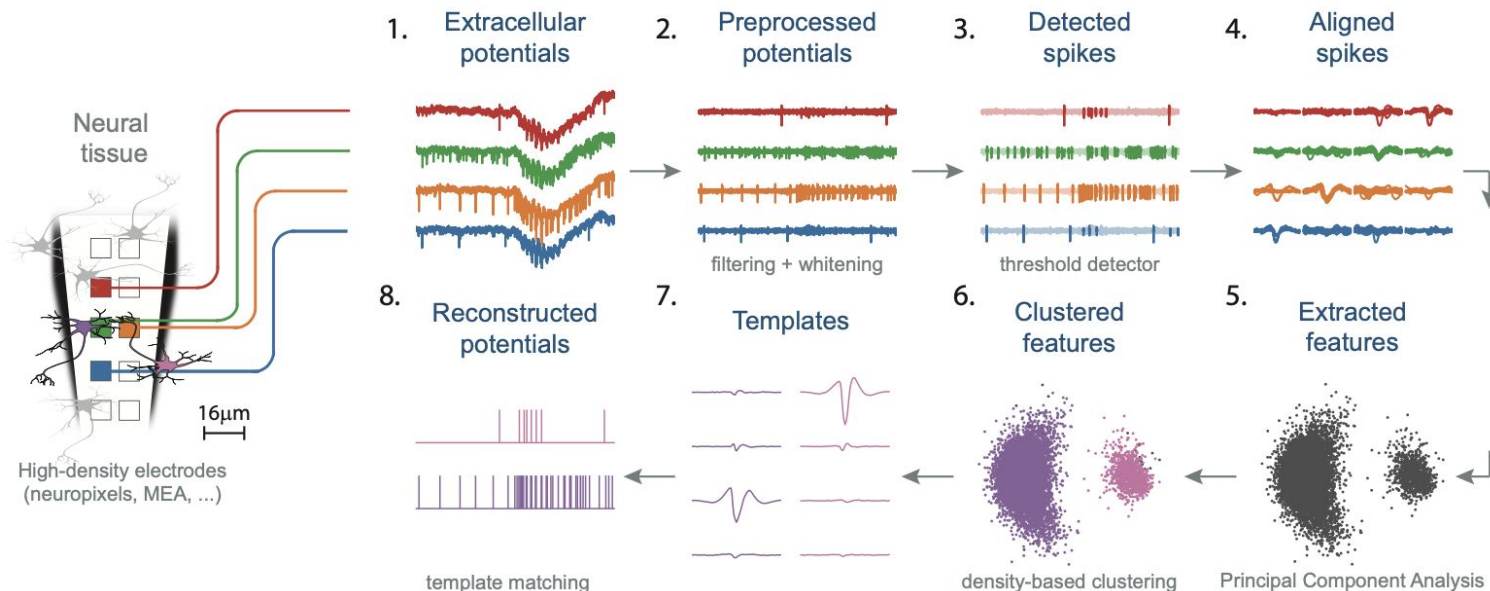 Neural
tissue
16μm
High-density electrodes
(neuropixels, MEA, ...)
1.
Extracellular
potentials
2.
Preprocessed
potentials
filtering + whitening
3.
Detected
spikes
threshold detector
4.
Aligned
spikes
5.
Extracted
features
Principal Component Analysis
6.
Clustered
features
density-based clustering
7.
Templates
8.
Reconstructed
potentials
template matching